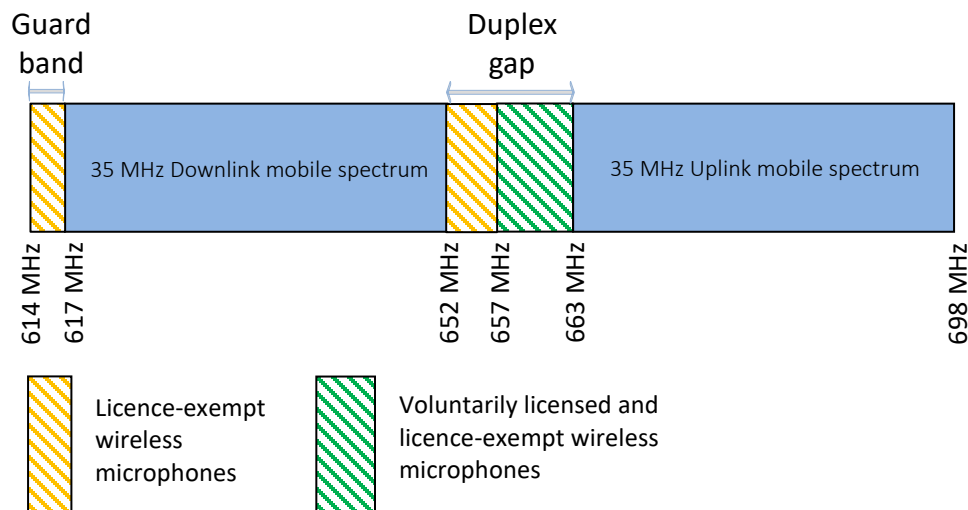 Guard
band
Duplex
gap
35 MHz Downlink mobile spectrum
35 MHz Uplink mobile spectrum
614 MHz
617 MHz
652 MHz
657 MHz
663 MHz
698 MHz
Licence-exempt
wireless
microphones
Voluntarily licensed and
licence-exempt wireless
microphones